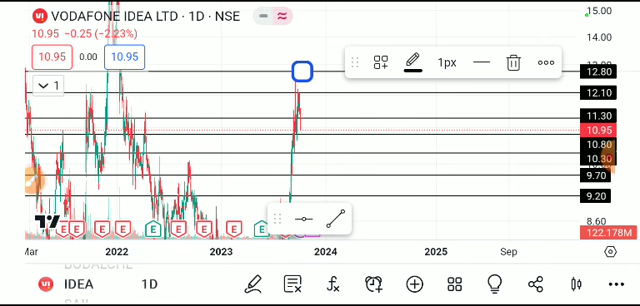 VODAFONE IDEA LTD · 1D · NSE
10.95 −0.25 (−2.23%)
10.95 0.00 10.95
1
1px
15.00
14.00
12.80
12.10
11.30
10.95
10.80
10.30
9.70
9.20
8.60
122.178M
E E E E E E E E E
Mar 2022 2023 2024 2025 Sep
IDEA 1D